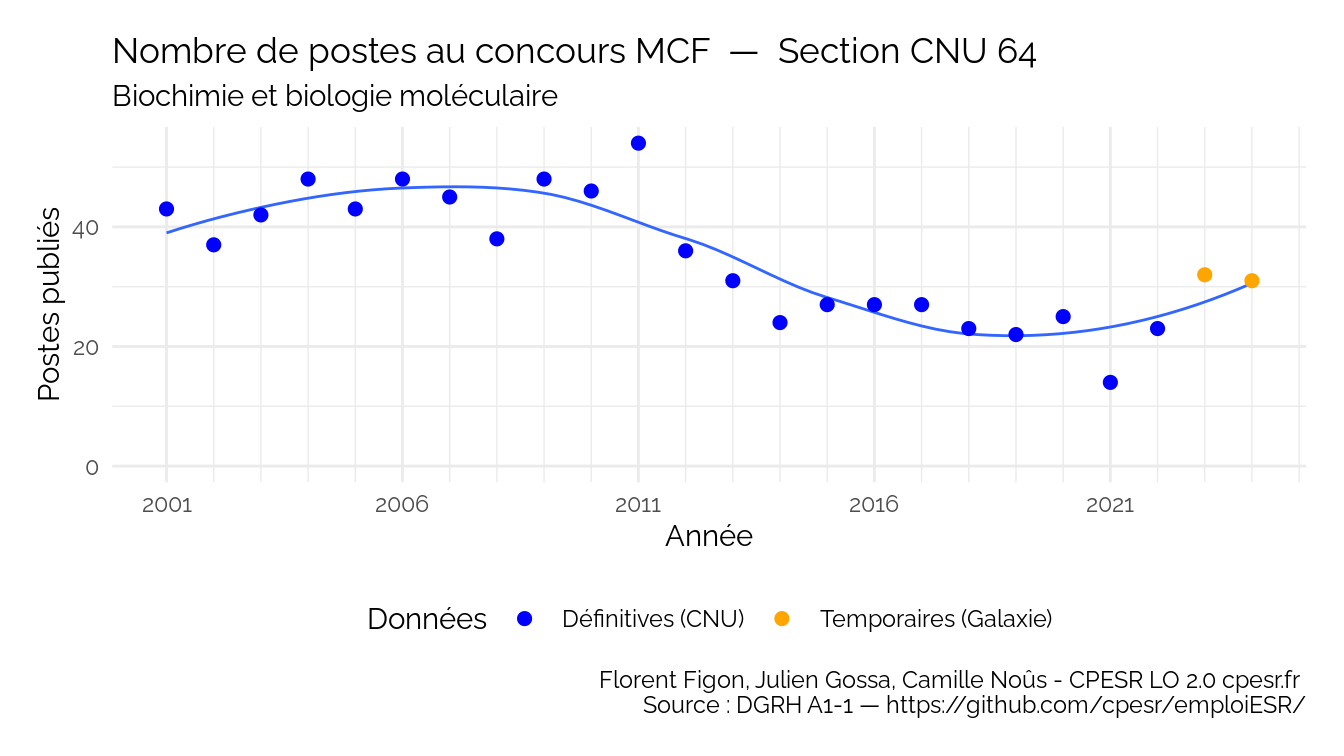 Nombre de postes au concours MCF — Section CNU 64
Biochimie et biologie moléculaire
Postes publiés
40
20
0
2001 2006 2011 2016 2021
Année
Données Définitives (CNU) Temporaires (Galaxie)
Florent Figon, Julien Gossa, Camille Noûs - CPESR LO 2.0 cpesr.fr
Source : DGRH A1-1 — https://github.com/cpesr/emploiESR/